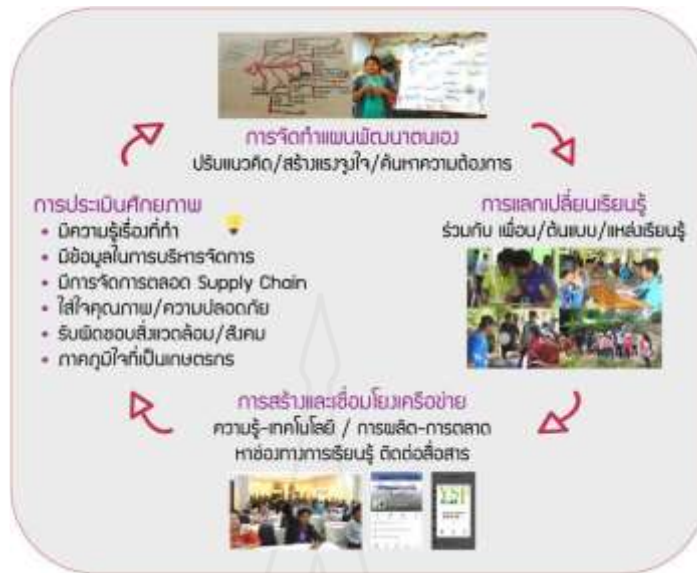 การจัดทำแผนพัฒนาตนเอง
ปรับแนวคิด/สร้างแรงจูงใจ/ค้นหาความต้องการ
การแลกเปลี่ยนเรียนรู้
ร่วมกับ เพื่อน/ต้นแบบ/แหล่งเรียนรู้
การสร้างและเชื่อมโยงเครือข่าย
ความรู้-เทคโนโลยี / การผลิต-การตลาด
หาช่องทางการเรียนรู้ ติดต่อสื่อสาร
YSF
การประเมินศักยภาพ
• มีความรู้เรื่องที่ทำ
• มีข้อมูลในการบริหารจัดการ
• มีการจัดการตลอด Supply Chain
• ใส่ใจคุณภาพ/ความปลอดภัย
• รับผิดชอบสิ่งแวดล้อม/สังคม
• ภาคภูมิใจที่เป็นเกษตรกร